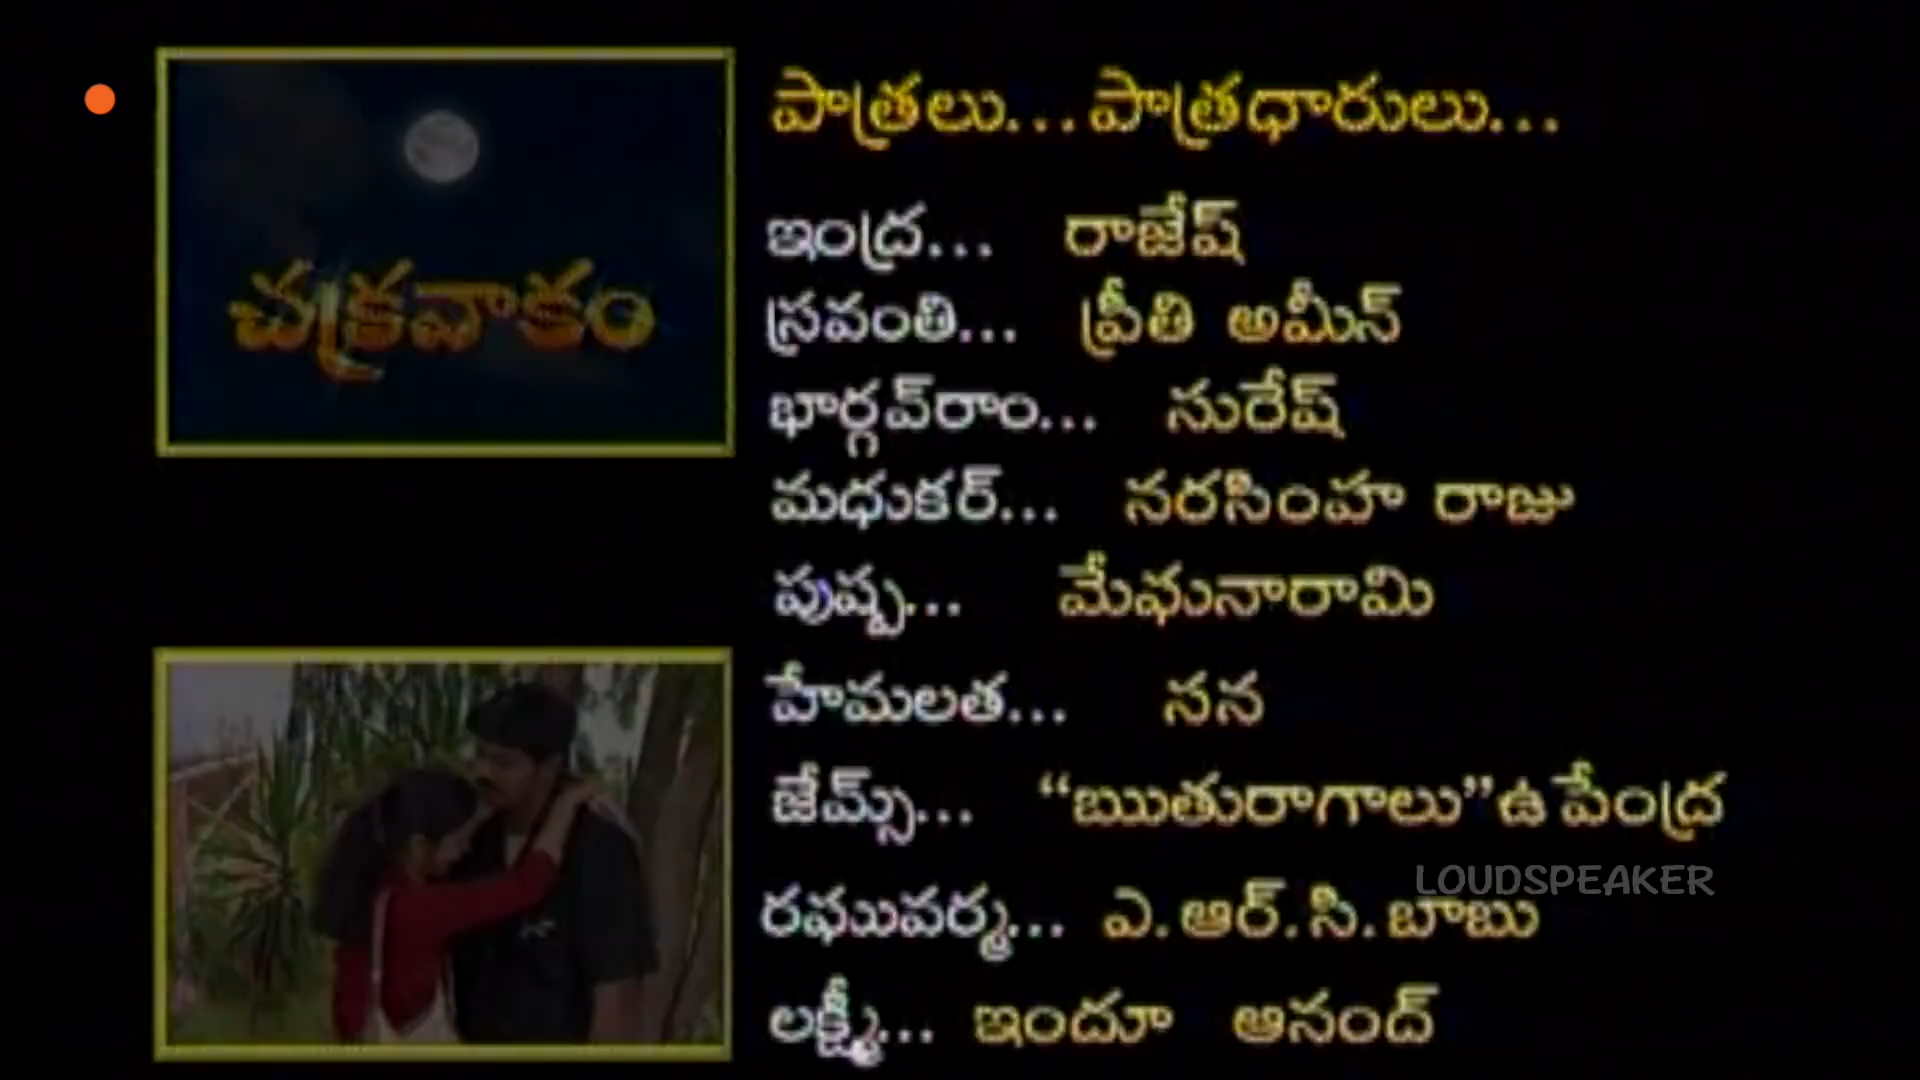 చక్రవాకం
పాత్రలు...పాత్రధారులు...
ఇంద్ర... రాజేష్
స్రవంతి... ప్రీతి అమీన్
భార్గవ్‌రాం... సురేష్
మధుకర్... నరసింహ రాజు
పుష్ప... మేఘనారామి
హేమలత... సన
జేమ్స్... “ఋతురాగాలు”ఉపేంద్ర
LOUDSPEAKER
రఘువర్మ... ఎ.ఆర్.సి.బాబు
లక్ష్మీ... ఇందూ ఆనంద్